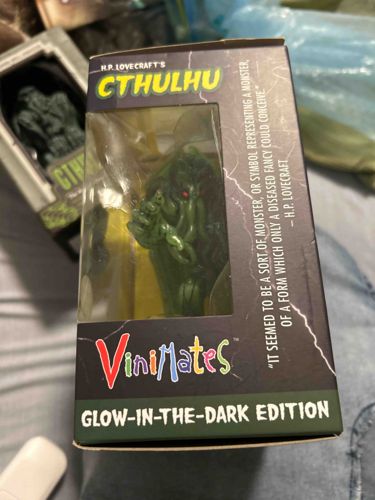 H.P. LOVECRAFT'S
CTHULHU
"IT SEEMED TO BE A SORT OF MONSTER, OR SYMBOL REPRESENTING A MONSTER,
OF A FORM WHICH ONLY A DISEASED FANCY COULD CONCEIVE"
– H.P. LOVECRAFT
VINIMATES™
GLOW-IN-THE-DARK EDITION